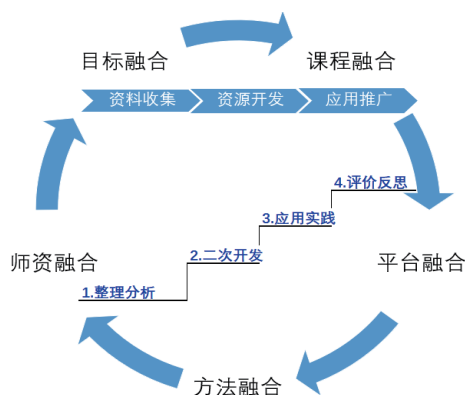 目标融合
课程融合
资料收集
资源开发
应用推广
4.评价反思
3.应用实践
2.二次开发
师资融合
平台融合
1.整理分析
方法融合